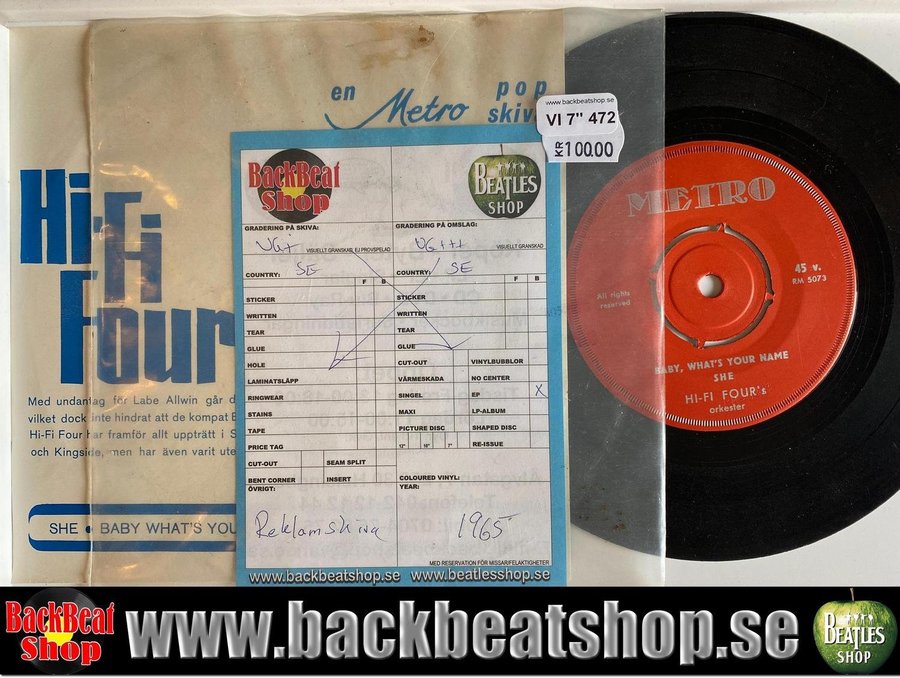 en Metro pop
skiv
Hi-Fi
Four
Med undantag för Labe Allwin går d
vilket dock inte hindrat att de kompat E
Hi-Fi Four har framför allt uppträtt i S
och Kingside, men har även varit ute
SHE • BABY WHAT'S YOU
www.backbeatshop.se
VI 7" 472
KR 100.00
BackBeat
Shop
BEATLES
SHOP
GRADERING PÅ SKIVA:
GRADERING PÅ OMSLAG:
VG+ VISUELLT GRANSKAD, EJ PROVSPELAD
VG+++ VISUELLT GRANSKAD
COUNTRY: SE
COUNTRY: SE
F B
F B
STICKER
WRITTEN
TEAR
GLUE
HOLE
LAMINATSLÄPP
RINGWEAR
STAINS
TAPE
PRICE TAG
STICKER
WRITTEN
TEAR
GLUE
CUT-OUT VINYLBUBBLOR
VÄRMESKADA NO CENTER
SINGEL EP X
MAXI LP-ALBUM
PICTURE DISC SHAPED DISC
12" 10" 7" RE-ISSUE
CUT-OUT SEAM SPLIT
BENT CORNER INSERT
COLOURED VINYL:
ÖVRIGT:
YEAR:
Reklamskiva
1965
MED RESERVATION FÖR MISSAR/FELAKTIGHETER
www.backbeatshop.se www.beatlesshop.se
METRO
45 v.
RM 5073
All rights
reserved
BABY, WHAT'S YOUR NAME
SHE
HI-FI FOUR's
orkester
BackBeat
Shop
www.backbeatshop.se
BEATLES
SHOP